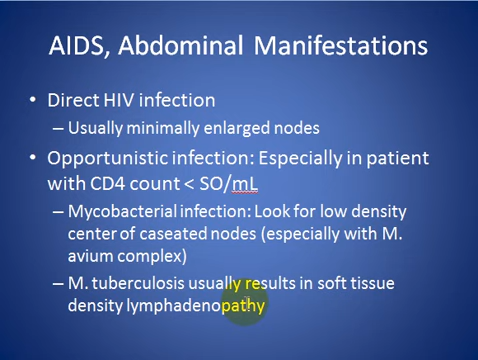 AIDS, Abdominal Manifestations
• Direct HIV infection
– Usually minimally enlarged nodes
• Opportunistic infection: Especially in patient
with CD4 count < SO/mL
– Mycobacterial infection: Look for low density
center of caseated nodes (especially with M.
avium complex)
– M. tuberculosis usually results in soft tissue
density lymphadenopathy